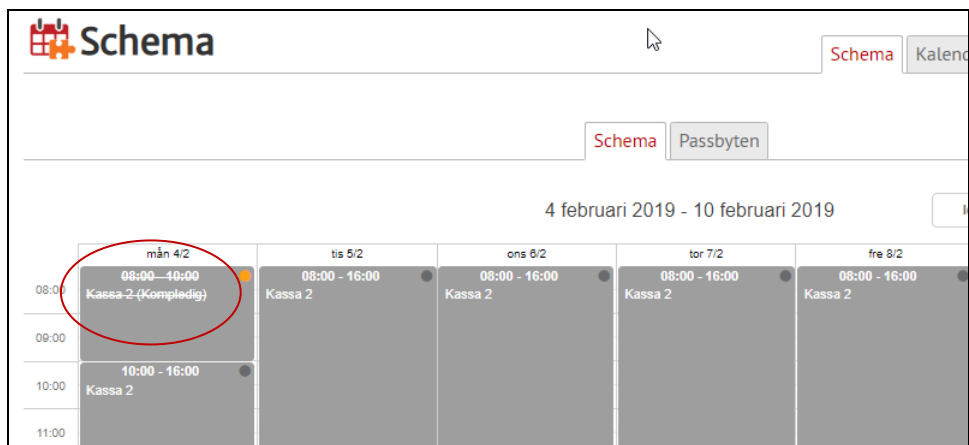 Schema
Schema Kalend
Schema Passbyten
4 februari 2019 - 10 februari 2019
mån 4/2 tis 5/2 ons 6/2 tor 7/2 fre 8/2
08:00 - 10:00 08:00 - 16:00 08:00 - 16:00 08:00 - 16:00 08:00 - 16:00
08:00 Kassa 2 (Kompledig) Kassa 2 Kassa 2 Kassa 2 Kassa 2
09:00
10:00 - 16:00
10:00 Kassa 2
11:00